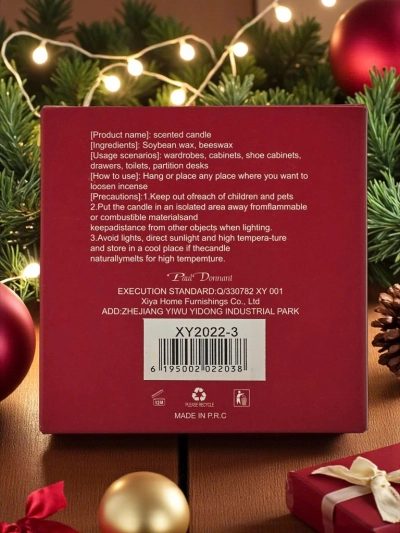 [Product name]: scented candle
[Ingredients]: Soybean wax, beeswax
[Usage scenarios]: wardrobes, cabinets, shoe cabinets,
drawers, toilets, partition desks
.[How to use]: Hang or place any place where you want to
loosen incense
[Precautions]:1.Keep out ofreach of children and pets
2.Put the candle in an isolated area away fromflammable
or combustible materialsand
keepadistance from other objects when lighting.
3.Avoid lights, direct sunlight and high tempera-ture
and store in a cool place if thecandle
naturallymelts for high tempemture.
"Paul" Donnant
EXECUTION STANDARD:Q/330782 XY 001
Xiya Home Furnishings Co., Ltd
ADD:ZHEJIANG YIWU YIDONG INDUSTRIAL PARK
XY2022-3
6 195002 022038
12M
PLEASE RECYCLE
MADE IN P.R.C